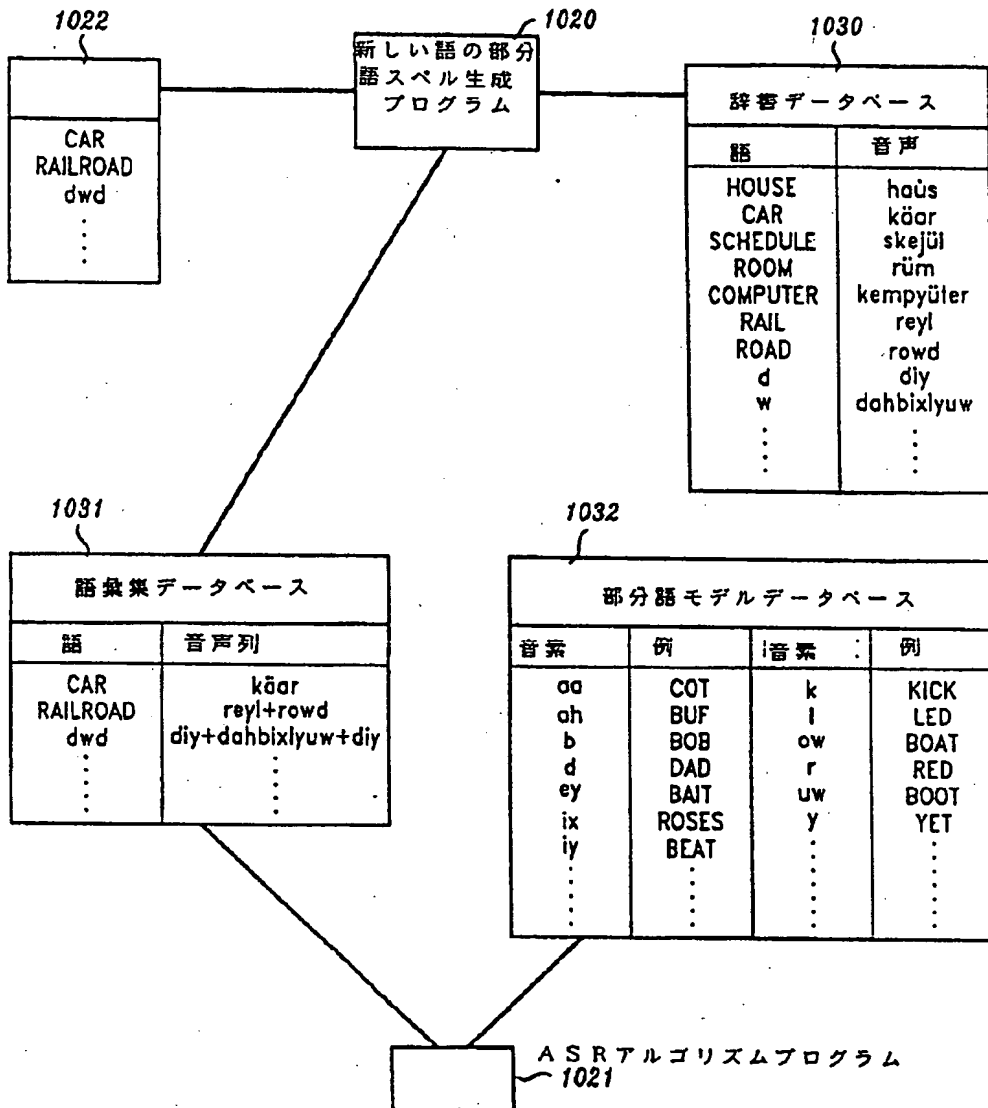 1022
CAR
RAILROAD
dwd
1020
新しい語の部分
語スペル生成
プログラム
1030
辞書データベース
語 音声
HOUSE haùs
CAR käar
SCHEDULE skejül
ROOM rüm
COMPUTER kempyüter
RAIL reyl
ROAD rowd
d diy
w dahbixlyuw
1031
語彙集データベース
語 音声列
CAR käar
RAILROAD reyl+rowd
dwd diy+dahbixlyuw+diy
1032
部分語モデルデータベース
音素 例 音素 例
aa COT k KICK
ah BUF l LED
b BOB ow BOAT
d DAD r RED
ey BAIT uw BOOT
ix ROSES y YET
iy BEAT
ASRアルゴリズムプログラム
1021